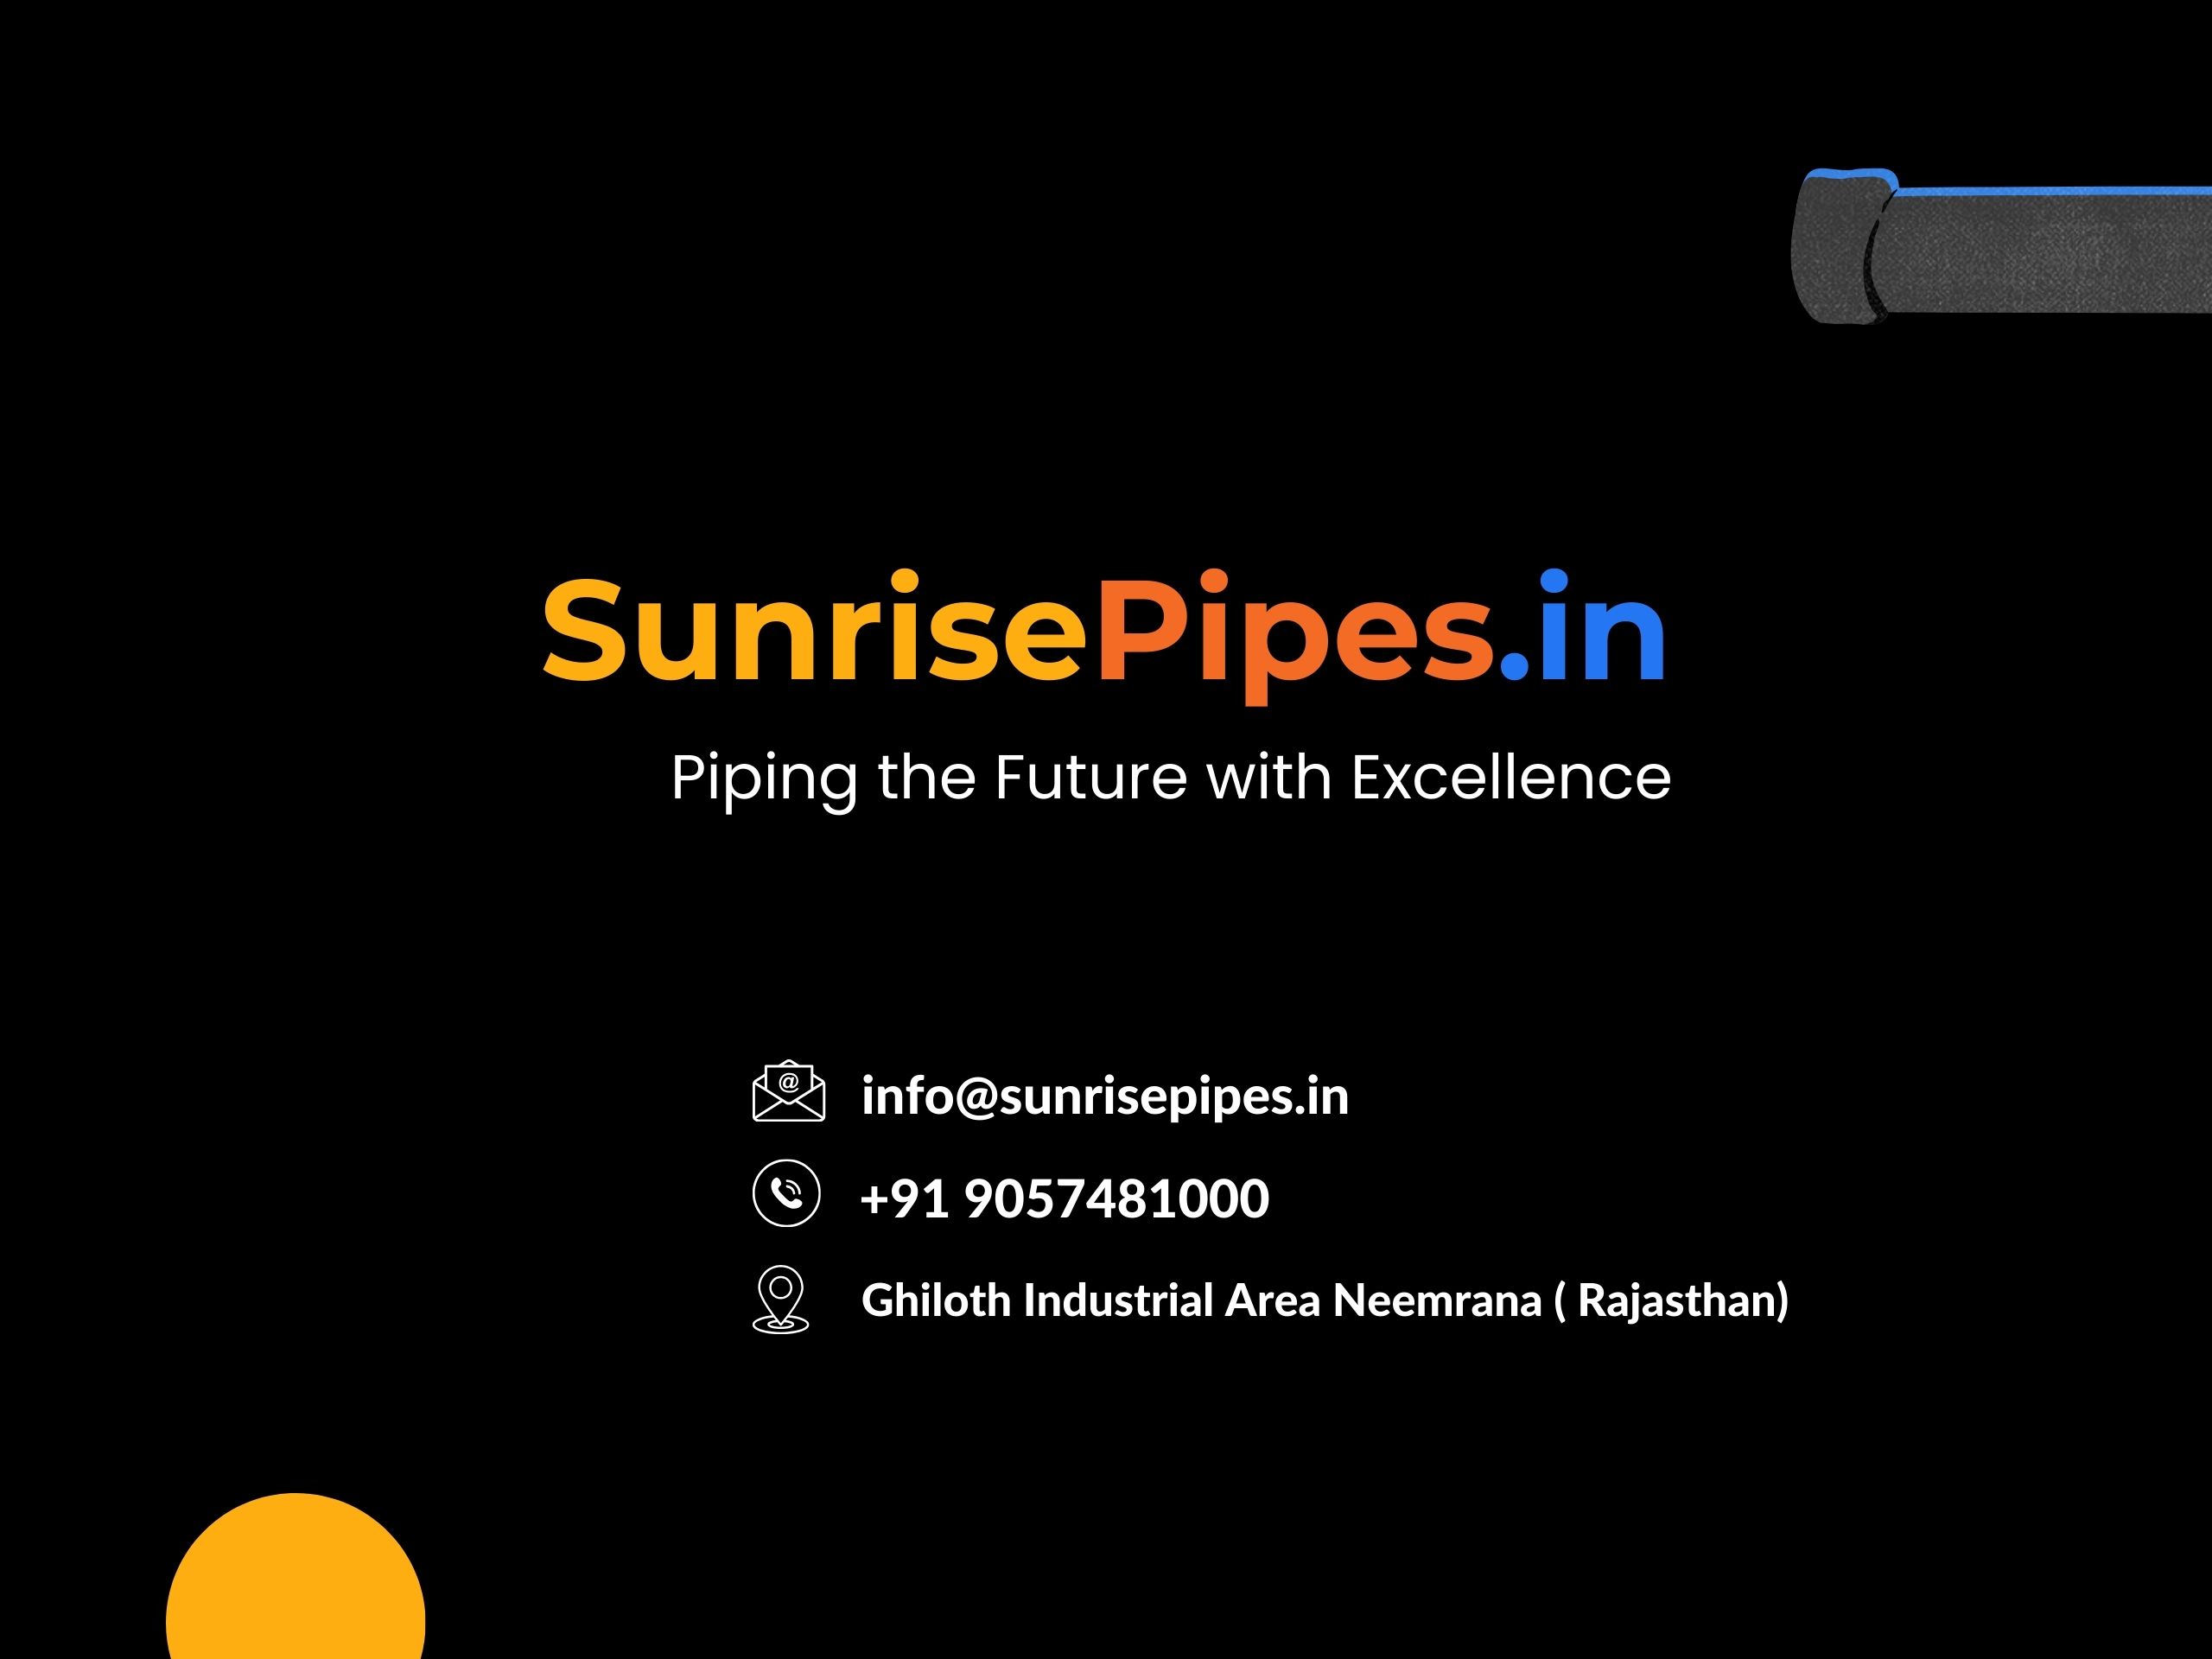 SunrisePipes.in
Piping the Future with Excellence
info@sunrisepipes.in
+91 9057481000
Ghiloth Industrial Area Neemrana ( Rajasthan)